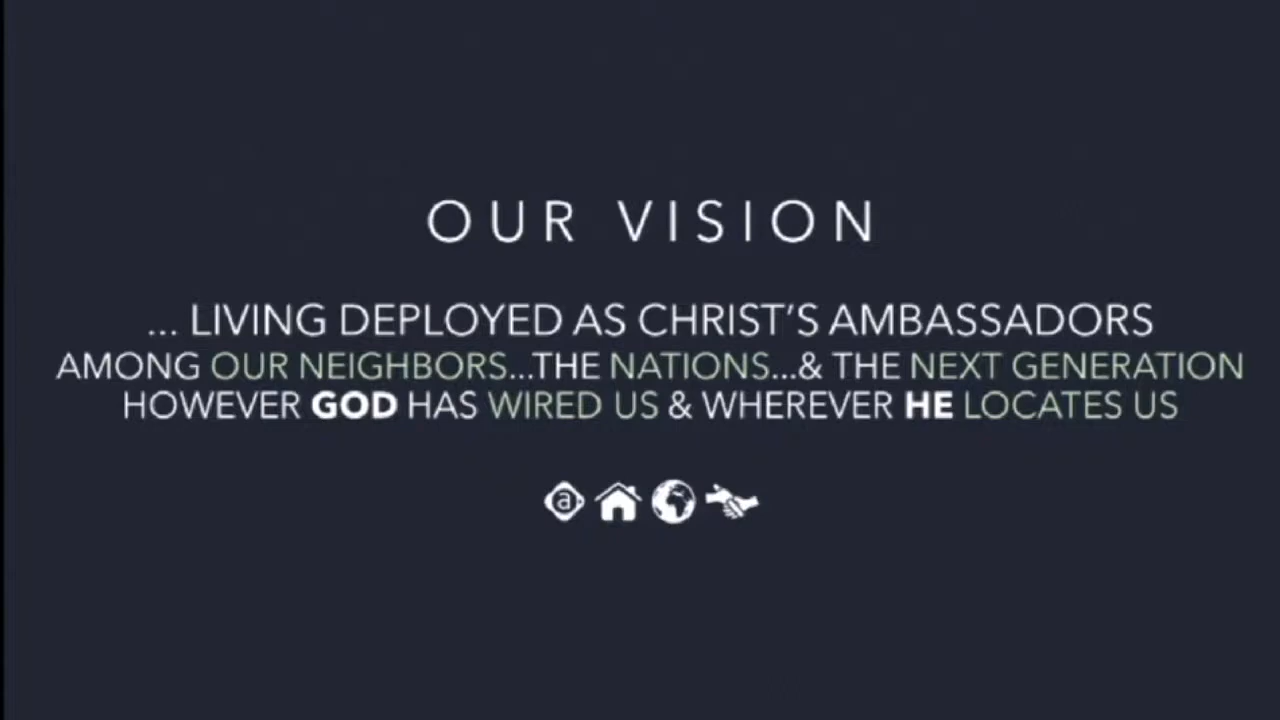 OUR VISION
... LIVING DEPLOYED AS CHRIST'S AMBASSADORS
AMONG OUR NEIGHBORS...THE NATIONS...& THE NEXT GENERATION
HOWEVER GOD HAS WIRED US & WHEREVER HE LOCATES US
a